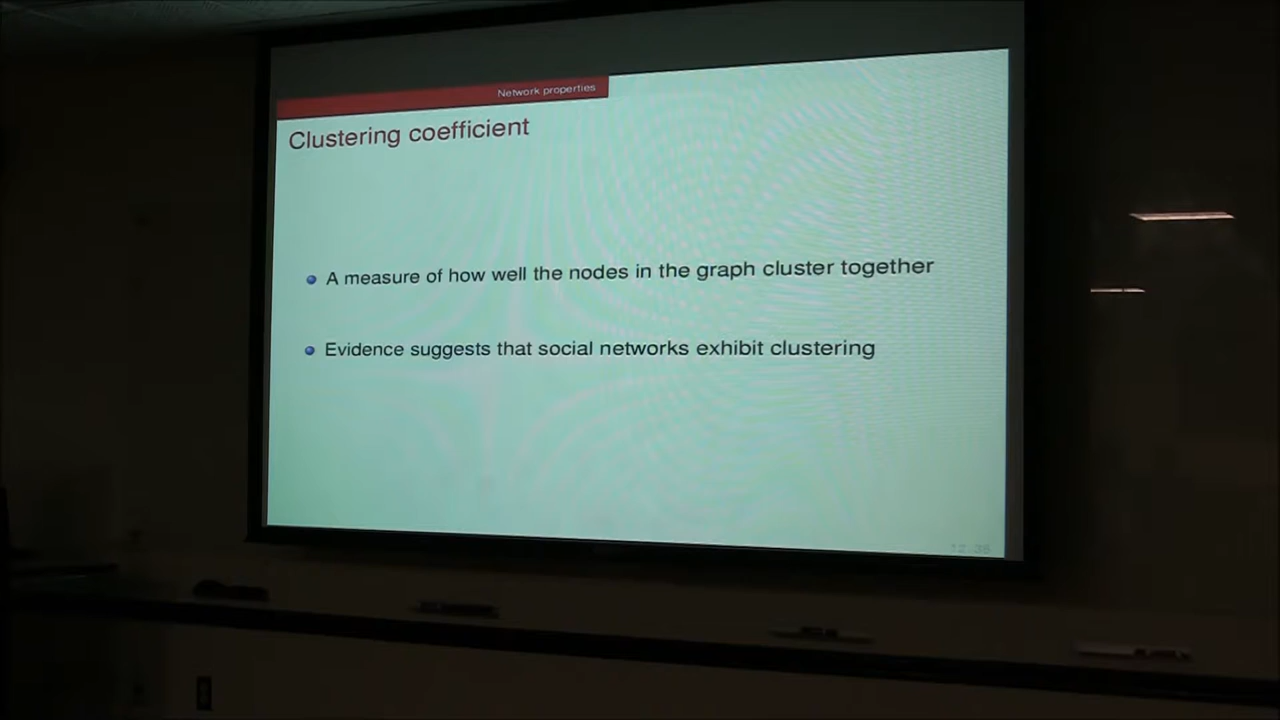 Network properties
Clustering coefficient
A measure of how well the nodes in the graph cluster together
Evidence suggests that social networks exhibit clustering